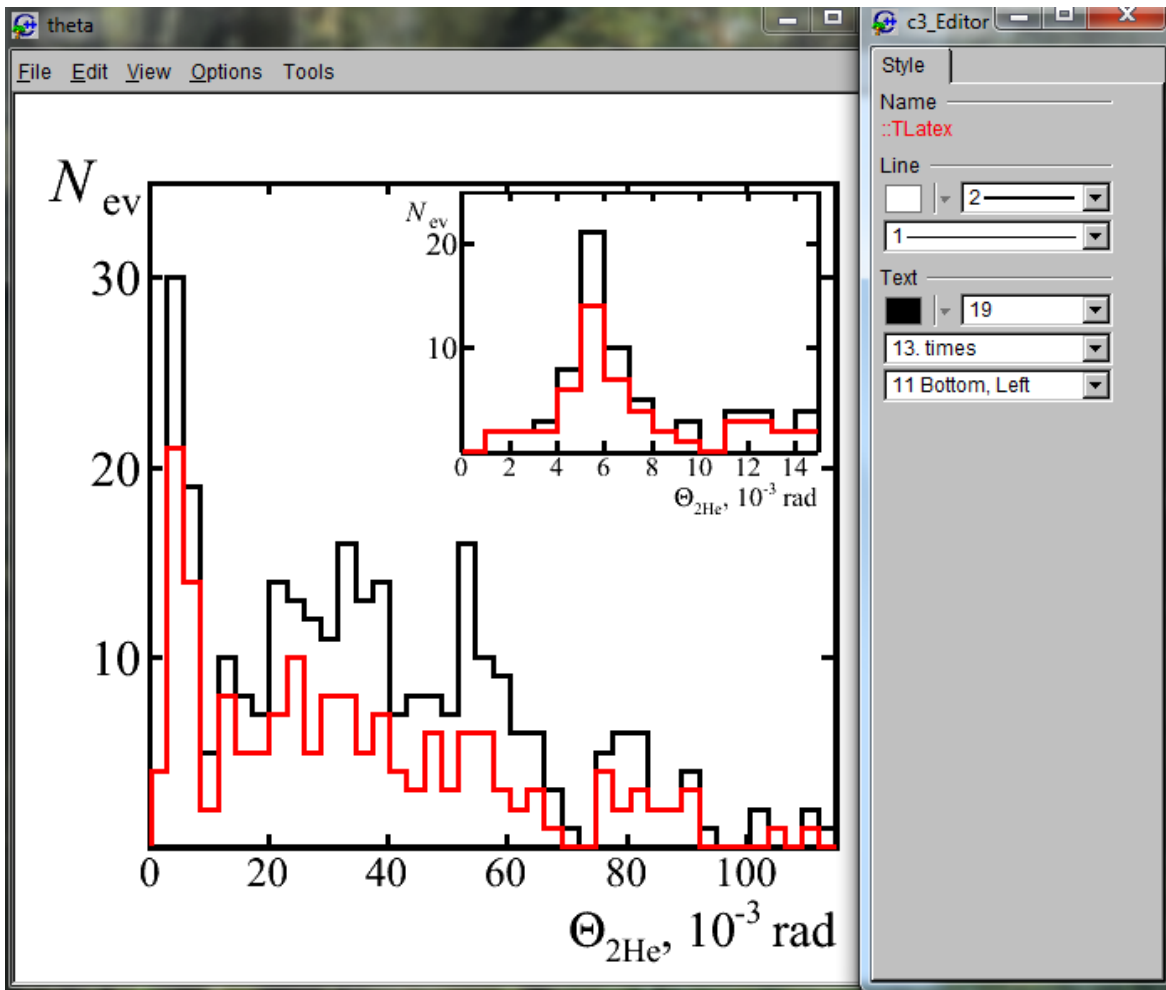 theta
File Edit View Options Tools
N ev
30
20
10
0 20 40 60 80 100
Θ2He, 10-3 rad
N ev
20
10
0 2 4 6 8 10 12 14
Θ2He, 10-3 rad
c3_Editor
Style
Name
::TLatex
Line
2
1
Text
19
13. times
11 Bottom, Left